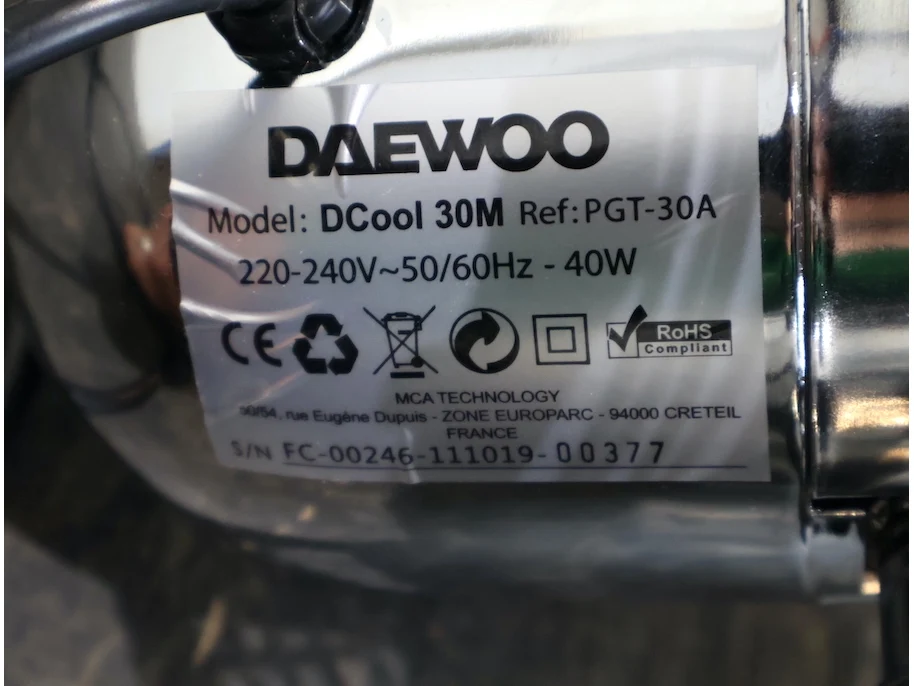 DAEWOO
Model: DCool 30M Ref:PGT-30A
220-240V~50/60Hz - 40W
CE
RoHS
Compliant
MCA TECHNOLOGY
rue Eugène Dupuis - ZONE EUROPARC - 94000 CRETEIL
FRANCE
S/N FC-00246-111019-00377